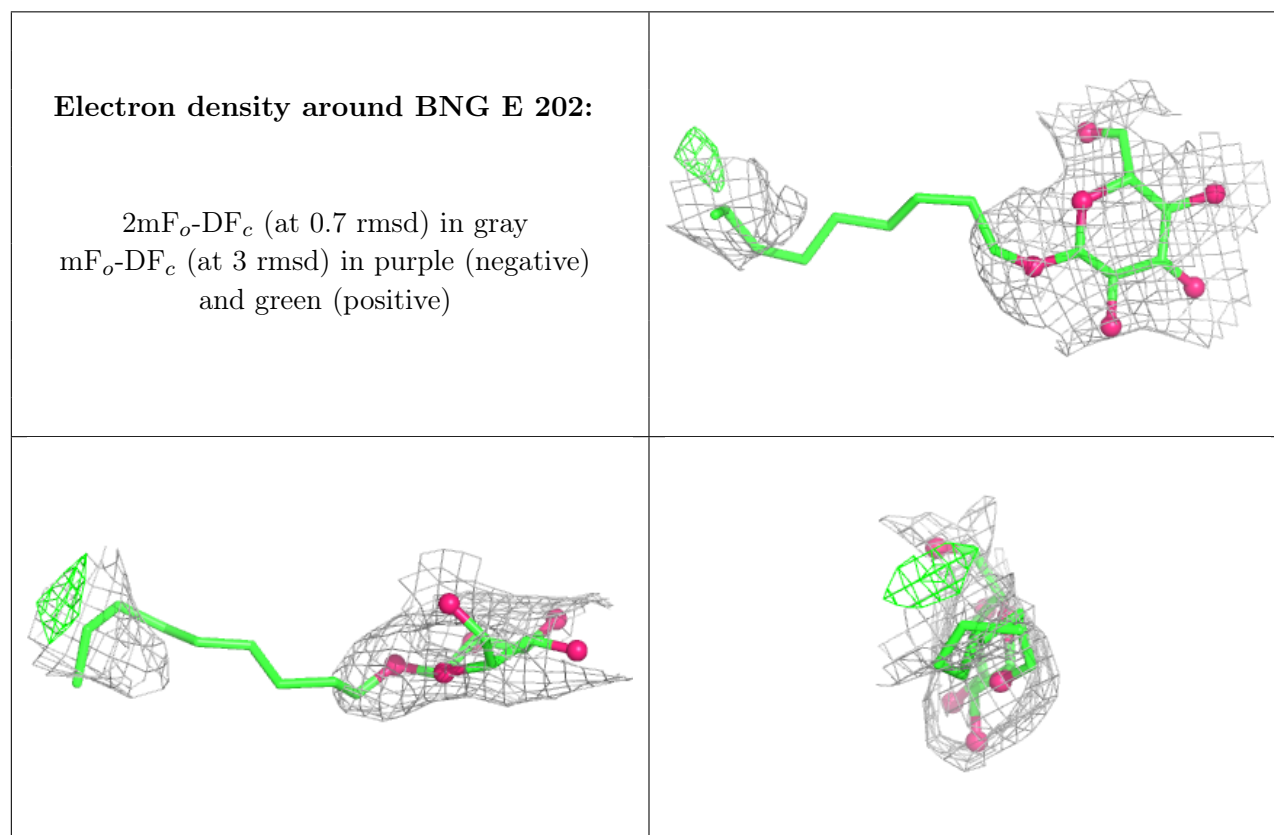 Electron density around BNG E 202:
2mFo-DFc (at 0.7 rmsd) in gray
mFo-DFc (at 3 rmsd) in purple (negative)
and green (positive)